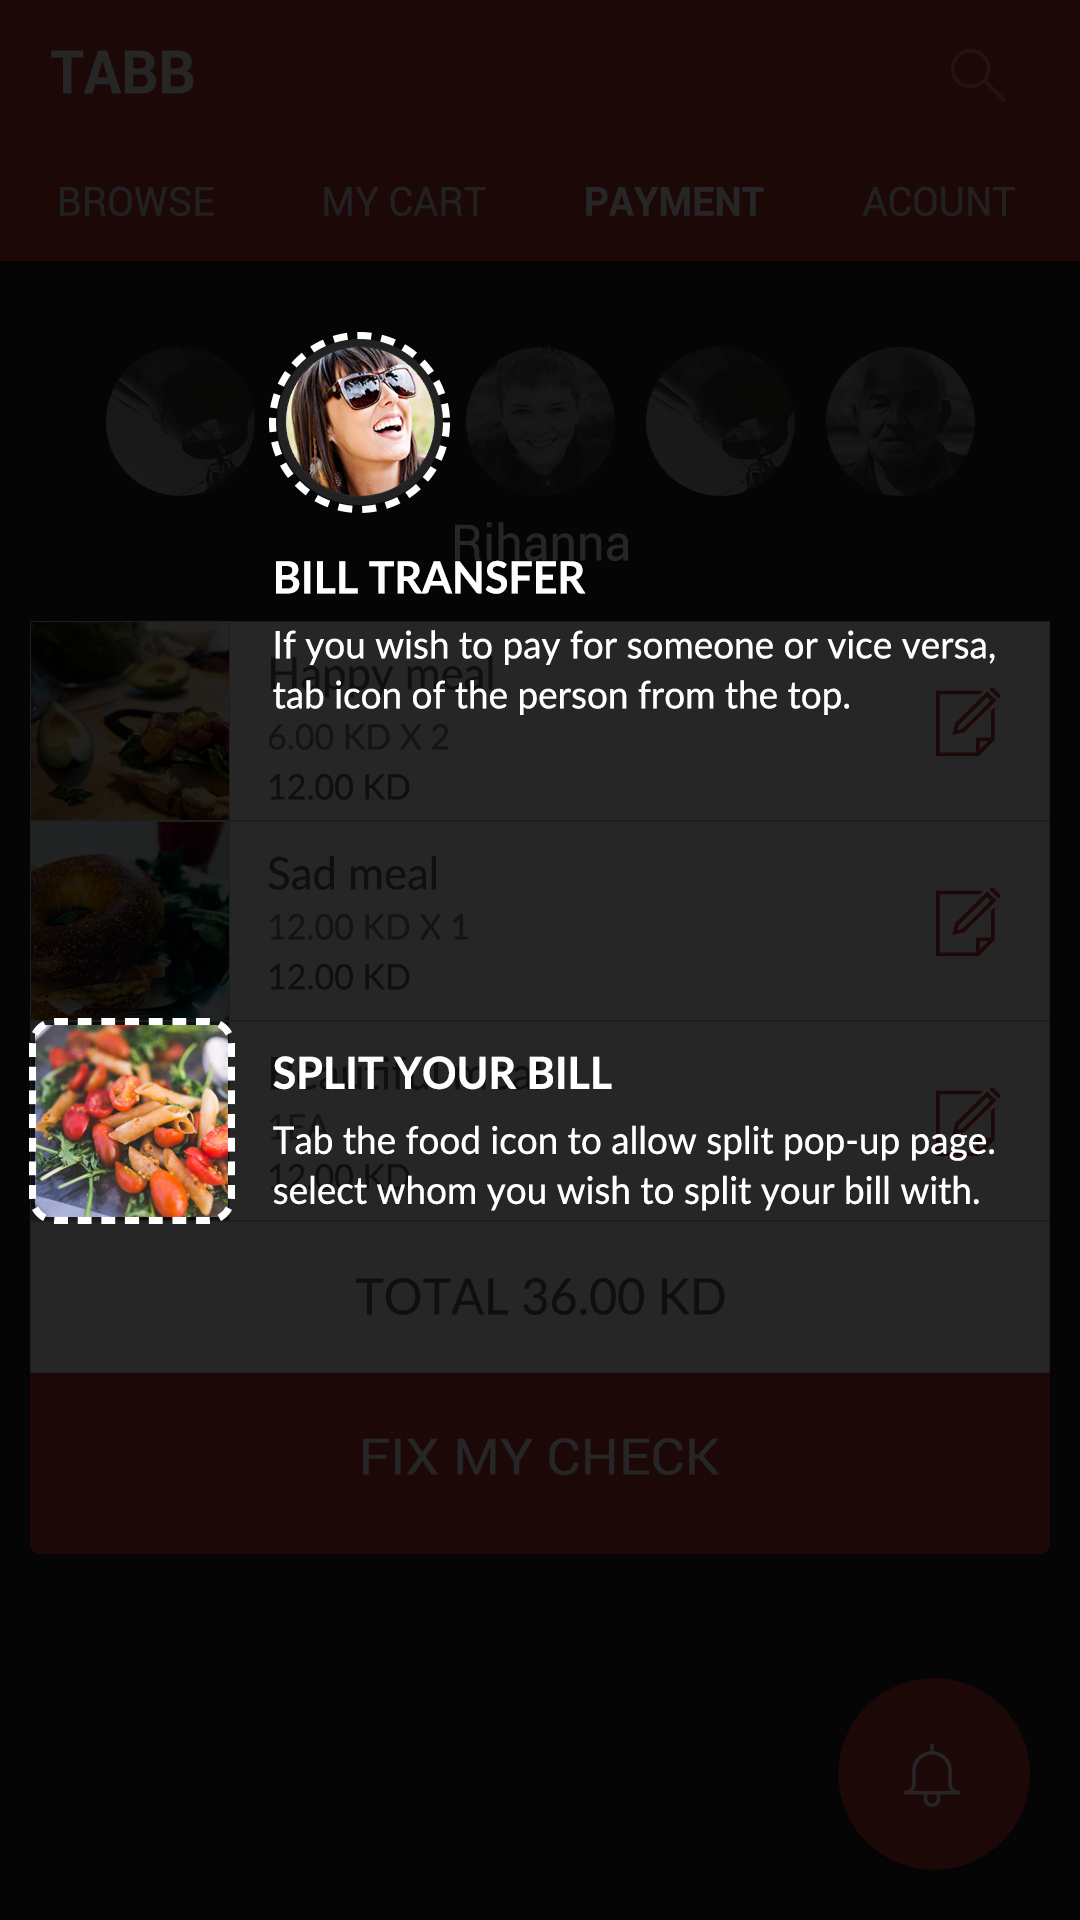 TABB
BROWSE MY CART PAYMENT ACOUNT
Rihanna
BILL TRANSFER
If you wish to pay for someone or vice versa,
tab icon of the person from the top.
Happy meal
6.00 KD X 2
12.00 KD
Sad meal
12.00 KD X 1
12.00 KD
SPLIT YOUR BILL
Tab the food icon to allow split pop-up page.
select whom you wish to split your bill with.
12.00 KD
TOTAL 36.00 KD
FIX MY CHECK